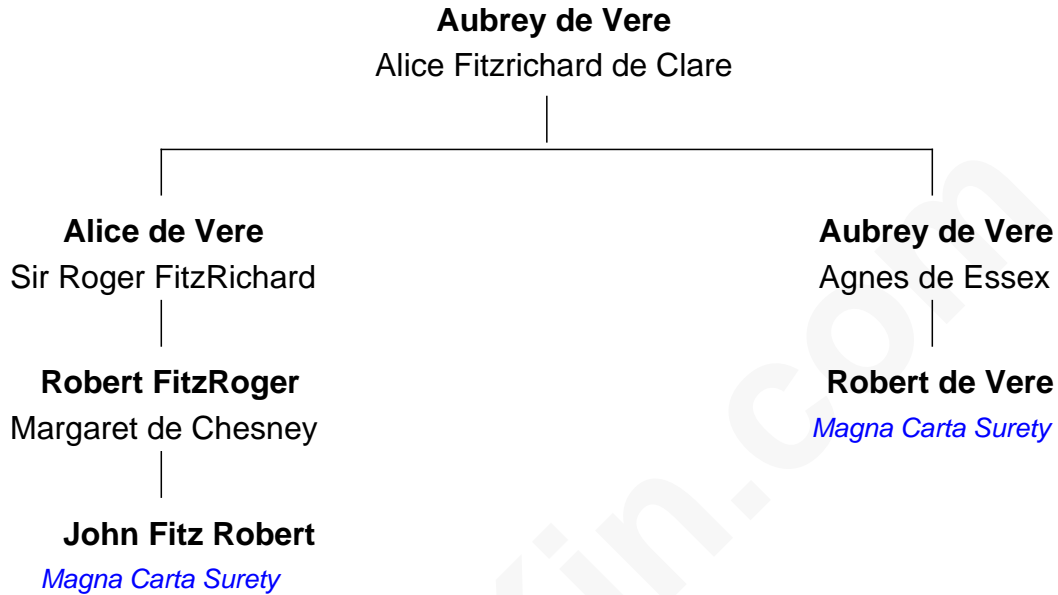 Aubrey de Vere
Alice Fitzrichard de Clare
Alice de Vere
Sir Roger FitzRichard
Aubrey de Vere
Agnes de Essex
Robert FitzRoger
Margaret de Chesney
Robert de Vere
Magna Carta Surety
John Fitz Robert
Magna Carta Surety